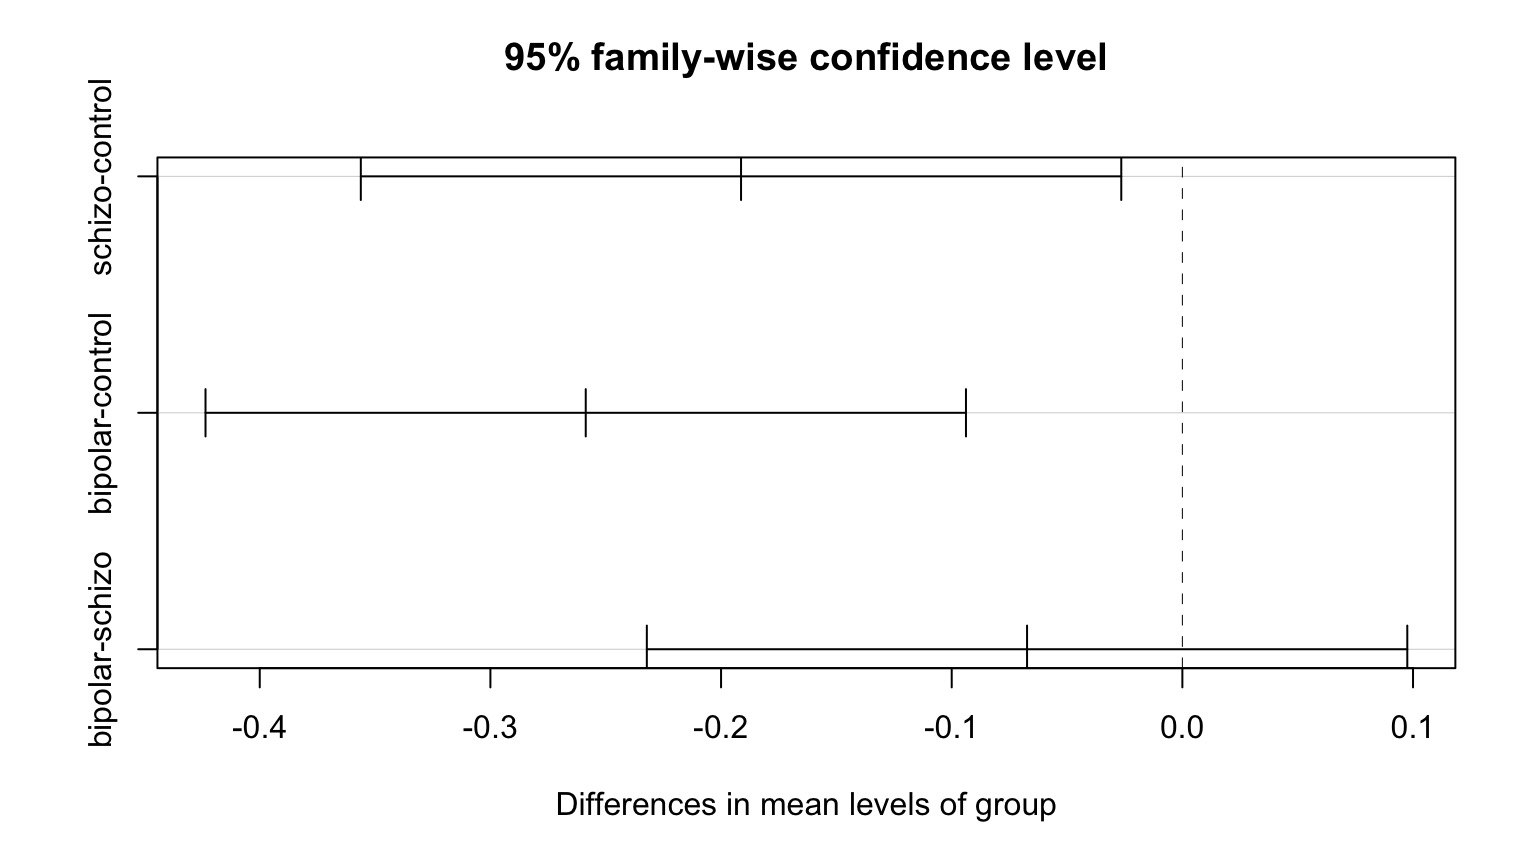 95% family-wise confidence level
schizo-control
bipolar-control
bipolar-schizo
-0.4 -0.3 -0.2 -0.1 0.0 0.1
Differences in mean levels of group